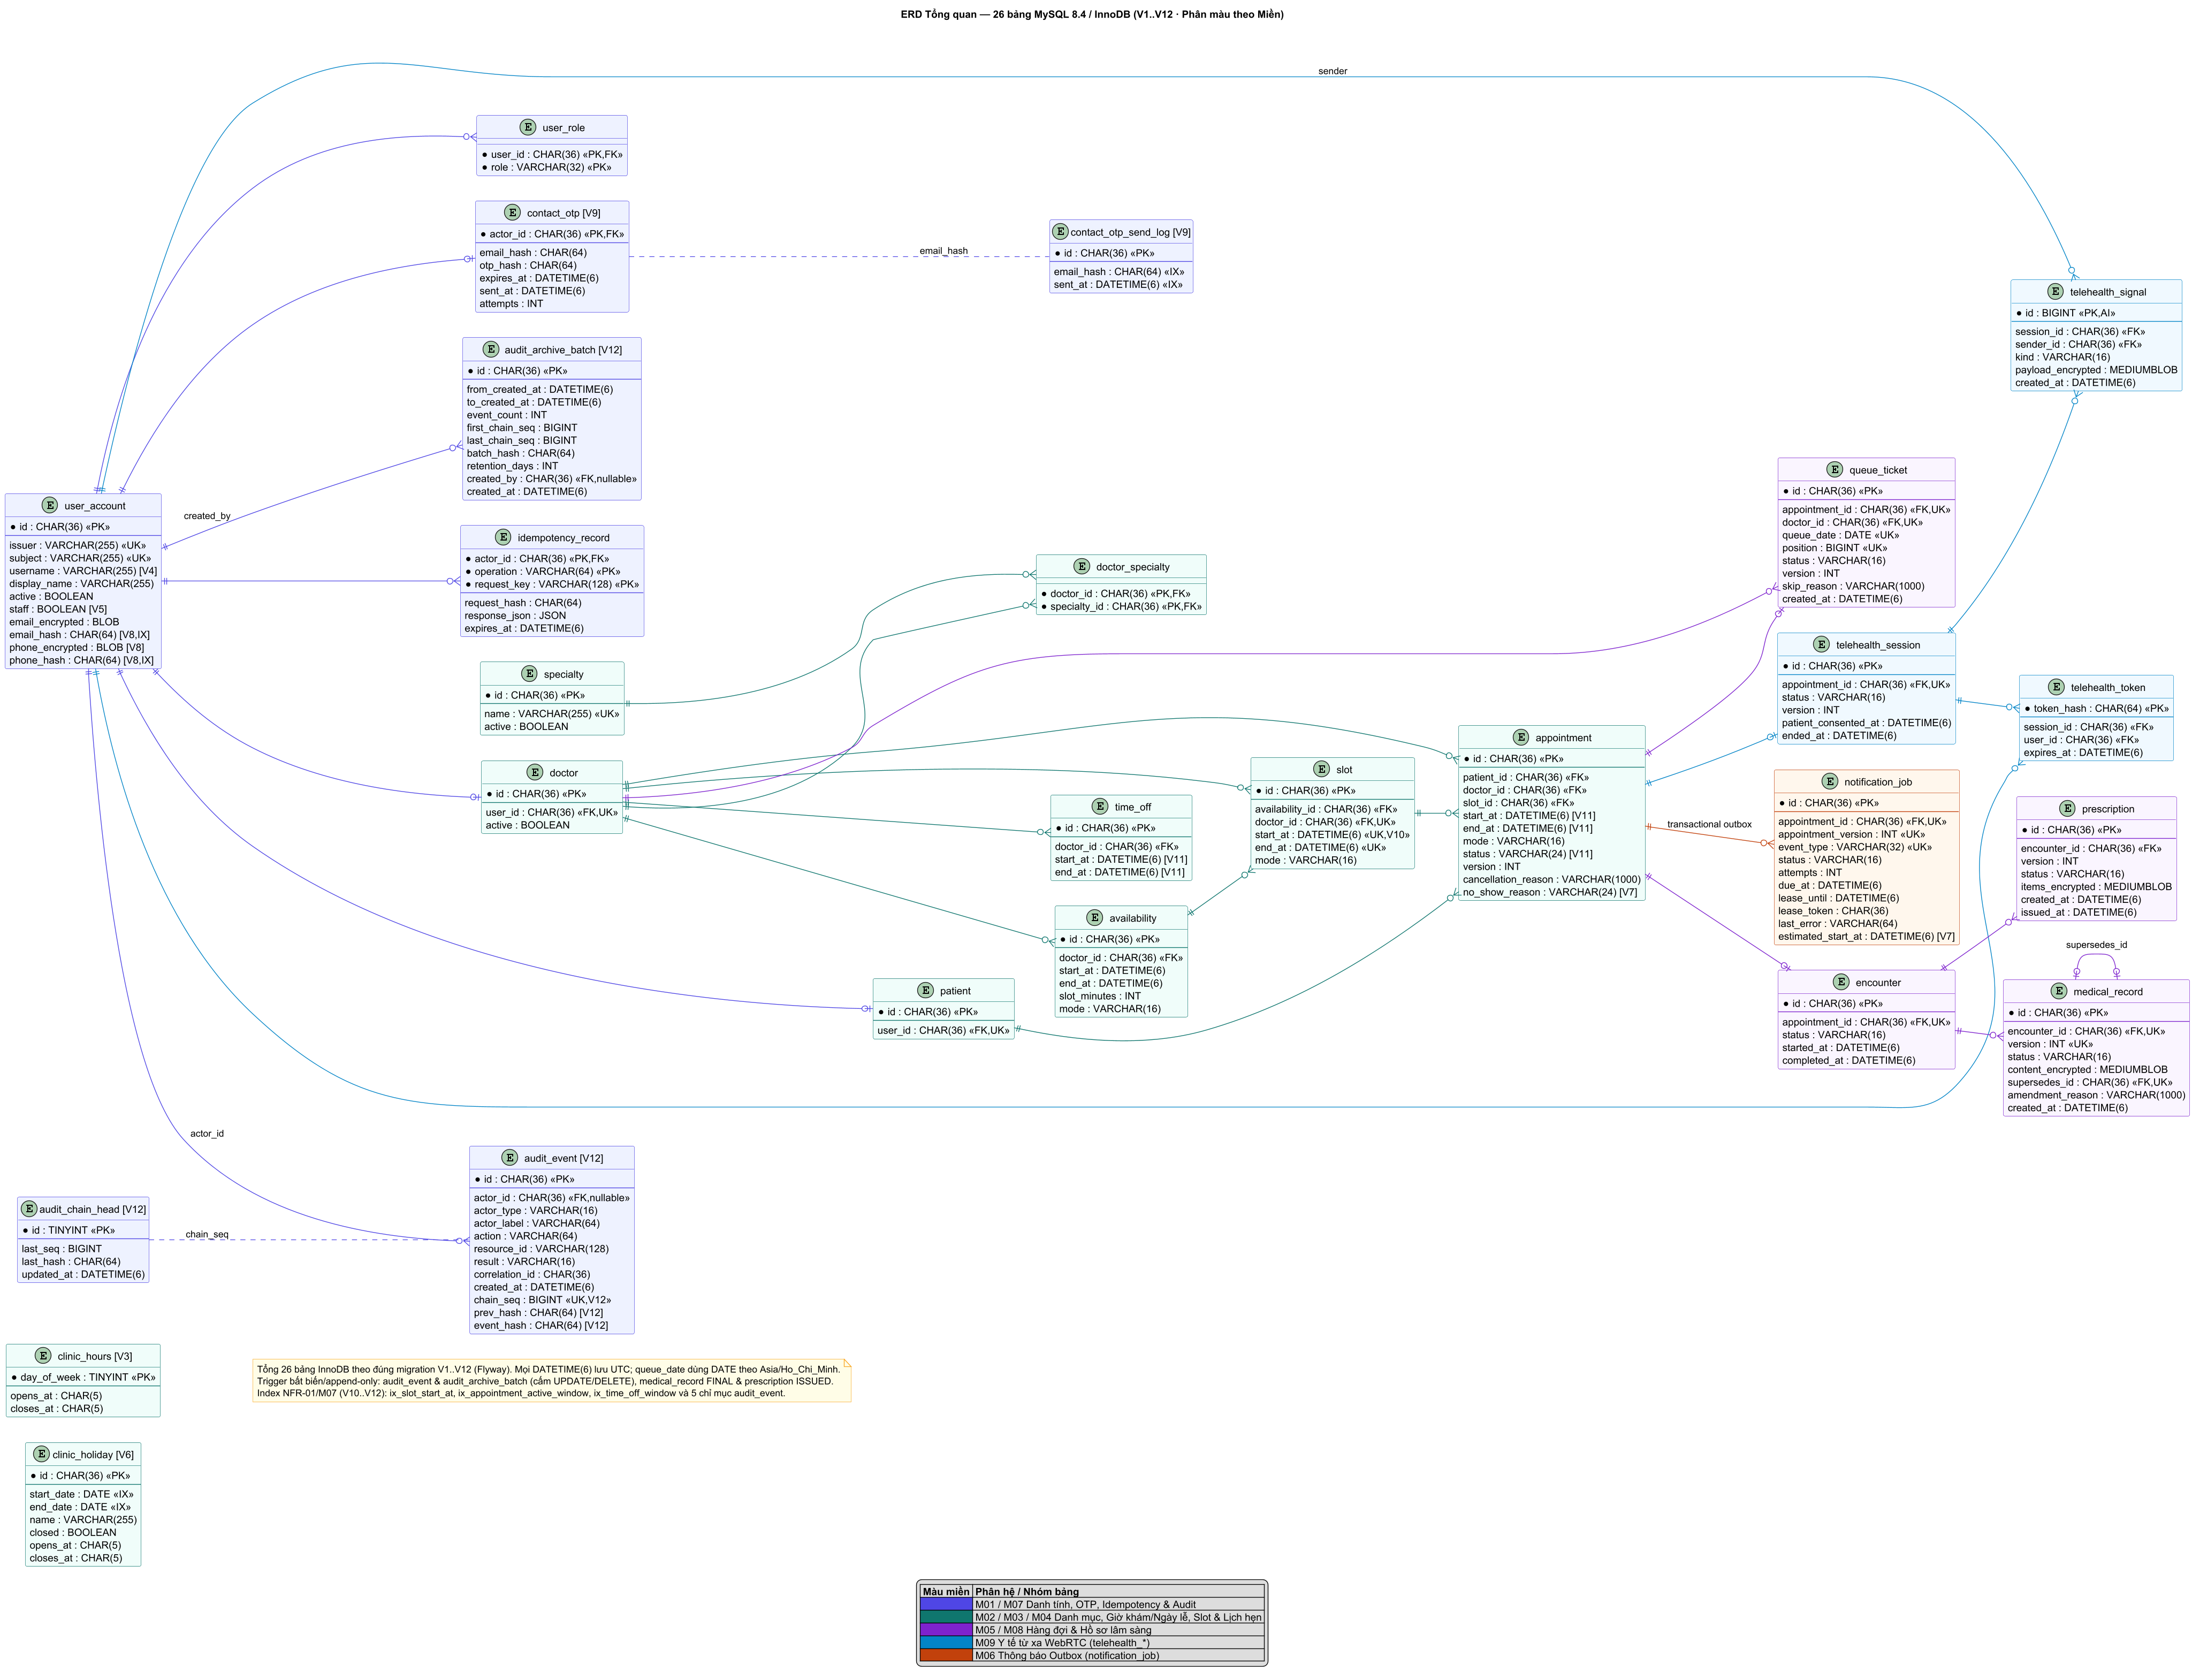 ERD Tổng quan — 26 bảng MySQL 8.4 / InnoDB (V1..V12 · Phân màu theo Miền)
sender
E user_role
user_id : CHAR(36) «PK,FK»
role : VARCHAR(32) «PK»
E contact_otp [V9]
actor_id : CHAR(36) «PK,FK»
email_hash : CHAR(64)
otp_hash : CHAR(64)
expires_at : DATETIME(6)
sent_at : DATETIME(6)
attempts : INT
email_hash
E contact_otp_send_log [V9]
id : CHAR(36) «PK»
email_hash : CHAR(64) «IX»
sent_at : DATETIME(6) «IX»
E telehealth_signal
id : BIGINT «PK,AI»
session_id : CHAR(36) «FK»
sender_id : CHAR(36) «FK»
kind : VARCHAR(16)
payload_encrypted : MEDIUMBLOB
created_at : DATETIME(6)
E audit_archive_batch [V12]
id : CHAR(36) «PK»
from_created_at : DATETIME(6)
to_created_at : DATETIME(6)
event_count : INT
first_chain_seq : BIGINT
last_chain_seq : BIGINT
batch_hash : CHAR(64)
retention_days : INT
created_by : CHAR(36) «FK,nullable»
created_at : DATETIME(6)
created_by
E user_account
id : CHAR(36) «PK»
issuer : VARCHAR(255) «UK»
subject : VARCHAR(255) «UK»
username : VARCHAR(255) [V4]
display_name : VARCHAR(255)
active : BOOLEAN
staff : BOOLEAN [V5]
email_encrypted : BLOB
email_hash : CHAR(64) [V8,IX]
phone_encrypted : BLOB [V8]
phone_hash : CHAR(64) [V8,IX]
E idempotency_record
actor_id : CHAR(36) «PK,FK»
operation : VARCHAR(64) «PK»
request_key : VARCHAR(128) «PK»
request_hash : CHAR(64)
response_json : JSON
expires_at : DATETIME(6)
E doctor_specialty
doctor_id : CHAR(36) «PK,FK»
specialty_id : CHAR(36) «PK,FK»
E queue_ticket
id : CHAR(36) «PK»
appointment_id : CHAR(36) «FK,UK»
doctor_id : CHAR(36) «FK,UK»
queue_date : DATE «UK»
position : BIGINT «UK»
status : VARCHAR(16)
version : INT
skip_reason : VARCHAR(1000)
created_at : DATETIME(6)
E telehealth_session
id : CHAR(36) «PK»
appointment_id : CHAR(36) «FK,UK»
status : VARCHAR(16)
version : INT
patient_consented_at : DATETIME(6)
ended_at : DATETIME(6)
E telehealth_token
token_hash : CHAR(64) «PK»
session_id : CHAR(36) «FK»
user_id : CHAR(36) «FK»
expires_at : DATETIME(6)
E specialty
id : CHAR(36) «PK»
name : VARCHAR(255) «UK»
active : BOOLEAN
E doctor
id : CHAR(36) «PK»
user_id : CHAR(36) «FK,UK»
active : BOOLEAN
E time_off
id : CHAR(36) «PK»
doctor_id : CHAR(36) «FK»
start_at : DATETIME(6) [V11]
end_at : DATETIME(6) [V11]
E slot
id : CHAR(36) «PK»
availability_id : CHAR(36) «FK»
doctor_id : CHAR(36) «FK,UK»
start_at : DATETIME(6) «UK,V10»
end_at : DATETIME(6) «UK»
mode : VARCHAR(16)
E appointment
id : CHAR(36) «PK»
patient_id : CHAR(36) «FK»
doctor_id : CHAR(36) «FK»
slot_id : CHAR(36) «FK»
start_at : DATETIME(6) [V11]
end_at : DATETIME(6) [V11]
mode : VARCHAR(16)
status : VARCHAR(24) [V11]
version : INT
cancellation_reason : VARCHAR(1000)
no_show_reason : VARCHAR(24) [V7]
transactional outbox
E notification_job
id : CHAR(36) «PK»
appointment_id : CHAR(36) «FK,UK»
appointment_version : INT «UK»
event_type : VARCHAR(32) «UK»
status : VARCHAR(16)
attempts : INT
due_at : DATETIME(6)
lease_until : DATETIME(6)
lease_token : CHAR(36)
last_error : VARCHAR(64)
estimated_start_at : DATETIME(6) [V7]
E prescription
id : CHAR(36) «PK»
encounter_id : CHAR(36) «FK»
version : INT
status : VARCHAR(16)
items_encrypted : MEDIUMBLOB
created_at : DATETIME(6)
issued_at : DATETIME(6)
E availability
id : CHAR(36) «PK»
doctor_id : CHAR(36) «FK»
start_at : DATETIME(6)
end_at : DATETIME(6)
slot_minutes : INT
mode : VARCHAR(16)
E patient
id : CHAR(36) «PK»
user_id : CHAR(36) «FK,UK»
E encounter
id : CHAR(36) «PK»
appointment_id : CHAR(36) «FK,UK»
status : VARCHAR(16)
started_at : DATETIME(6)
completed_at : DATETIME(6)
supersedes_id
E medical_record
id : CHAR(36) «PK»
encounter_id : CHAR(36) «FK,UK»
version : INT «UK»
status : VARCHAR(16)
content_encrypted : MEDIUMBLOB
supersedes_id : CHAR(36) «FK,UK»
amendment_reason : VARCHAR(1000)
created_at : DATETIME(6)
actor_id
E audit_event [V12]
id : CHAR(36) «PK»
actor_id : CHAR(36) «FK,nullable»
actor_type : VARCHAR(16)
actor_label : VARCHAR(64)
action : VARCHAR(64)
resource_id : VARCHAR(128)
result : VARCHAR(16)
correlation_id : CHAR(36)
created_at : DATETIME(6)
chain_seq : BIGINT «UK,V12»
prev_hash : CHAR(64) [V12]
event_hash : CHAR(64) [V12]
E audit_chain_head [V12]
id : TINYINT «PK»
last_seq : BIGINT
last_hash : CHAR(64)
updated_at : DATETIME(6)
chain_seq
E clinic_hours [V3]
day_of_week : TINYINT «PK»
opens_at : CHAR(5)
closes_at : CHAR(5)
Tổng 26 bảng InnoDB theo đúng migration V1..V12 (Flyway). Mọi DATETIME(6) lưu UTC; queue_date dùng DATE theo Asia/Ho_Chi_Minh.
Trigger bất biến/append-only: audit_event & audit_archive_batch (cấm UPDATE/DELETE), medical_record FINAL & prescription ISSUED.
Index NFR-01/M07 (V10..V12): ix_slot_start_at, ix_appointment_active_window, ix_time_off_window và 5 chỉ mục audit_event.
E clinic_holiday [V6]
id : CHAR(36) «PK»
start_date : DATE «IX»
end_date : DATE «IX»
name : VARCHAR(255)
closed : BOOLEAN
opens_at : CHAR(5)
closes_at : CHAR(5)
Màu miền Phân hệ / Nhóm bảng
M01 / M07 Danh tính, OTP, Idempotency & Audit
M02 / M03 / M04 Danh mục, Giờ khám/Ngày lễ, Slot & Lịch hẹn
M05 / M08 Hàng đợi & Hồ sơ lâm sàng
M09 Y tế từ xa WebRTC (telehealth_*)
M06 Thông báo Outbox (notification_job)